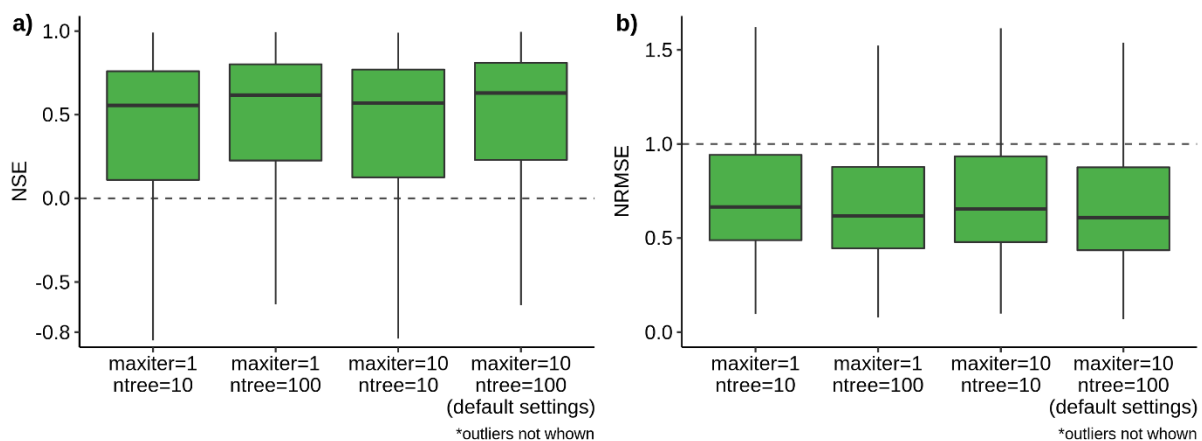 a)
NSE
1.0
0.5
0.0
-0.5
-0.8
maxiter=1 maxiter=1 maxiter=10 maxiter=10
ntree=10 ntree=100 ntree=10 ntree=100
(default settings)
*outliers not whown
b)
NRMSE
1.5
1.0
0.5
0.0
maxiter=1 maxiter=1 maxiter=10 maxiter=10
ntree=10 ntree=100 ntree=10 ntree=100
(default settings)
*outliers not whown